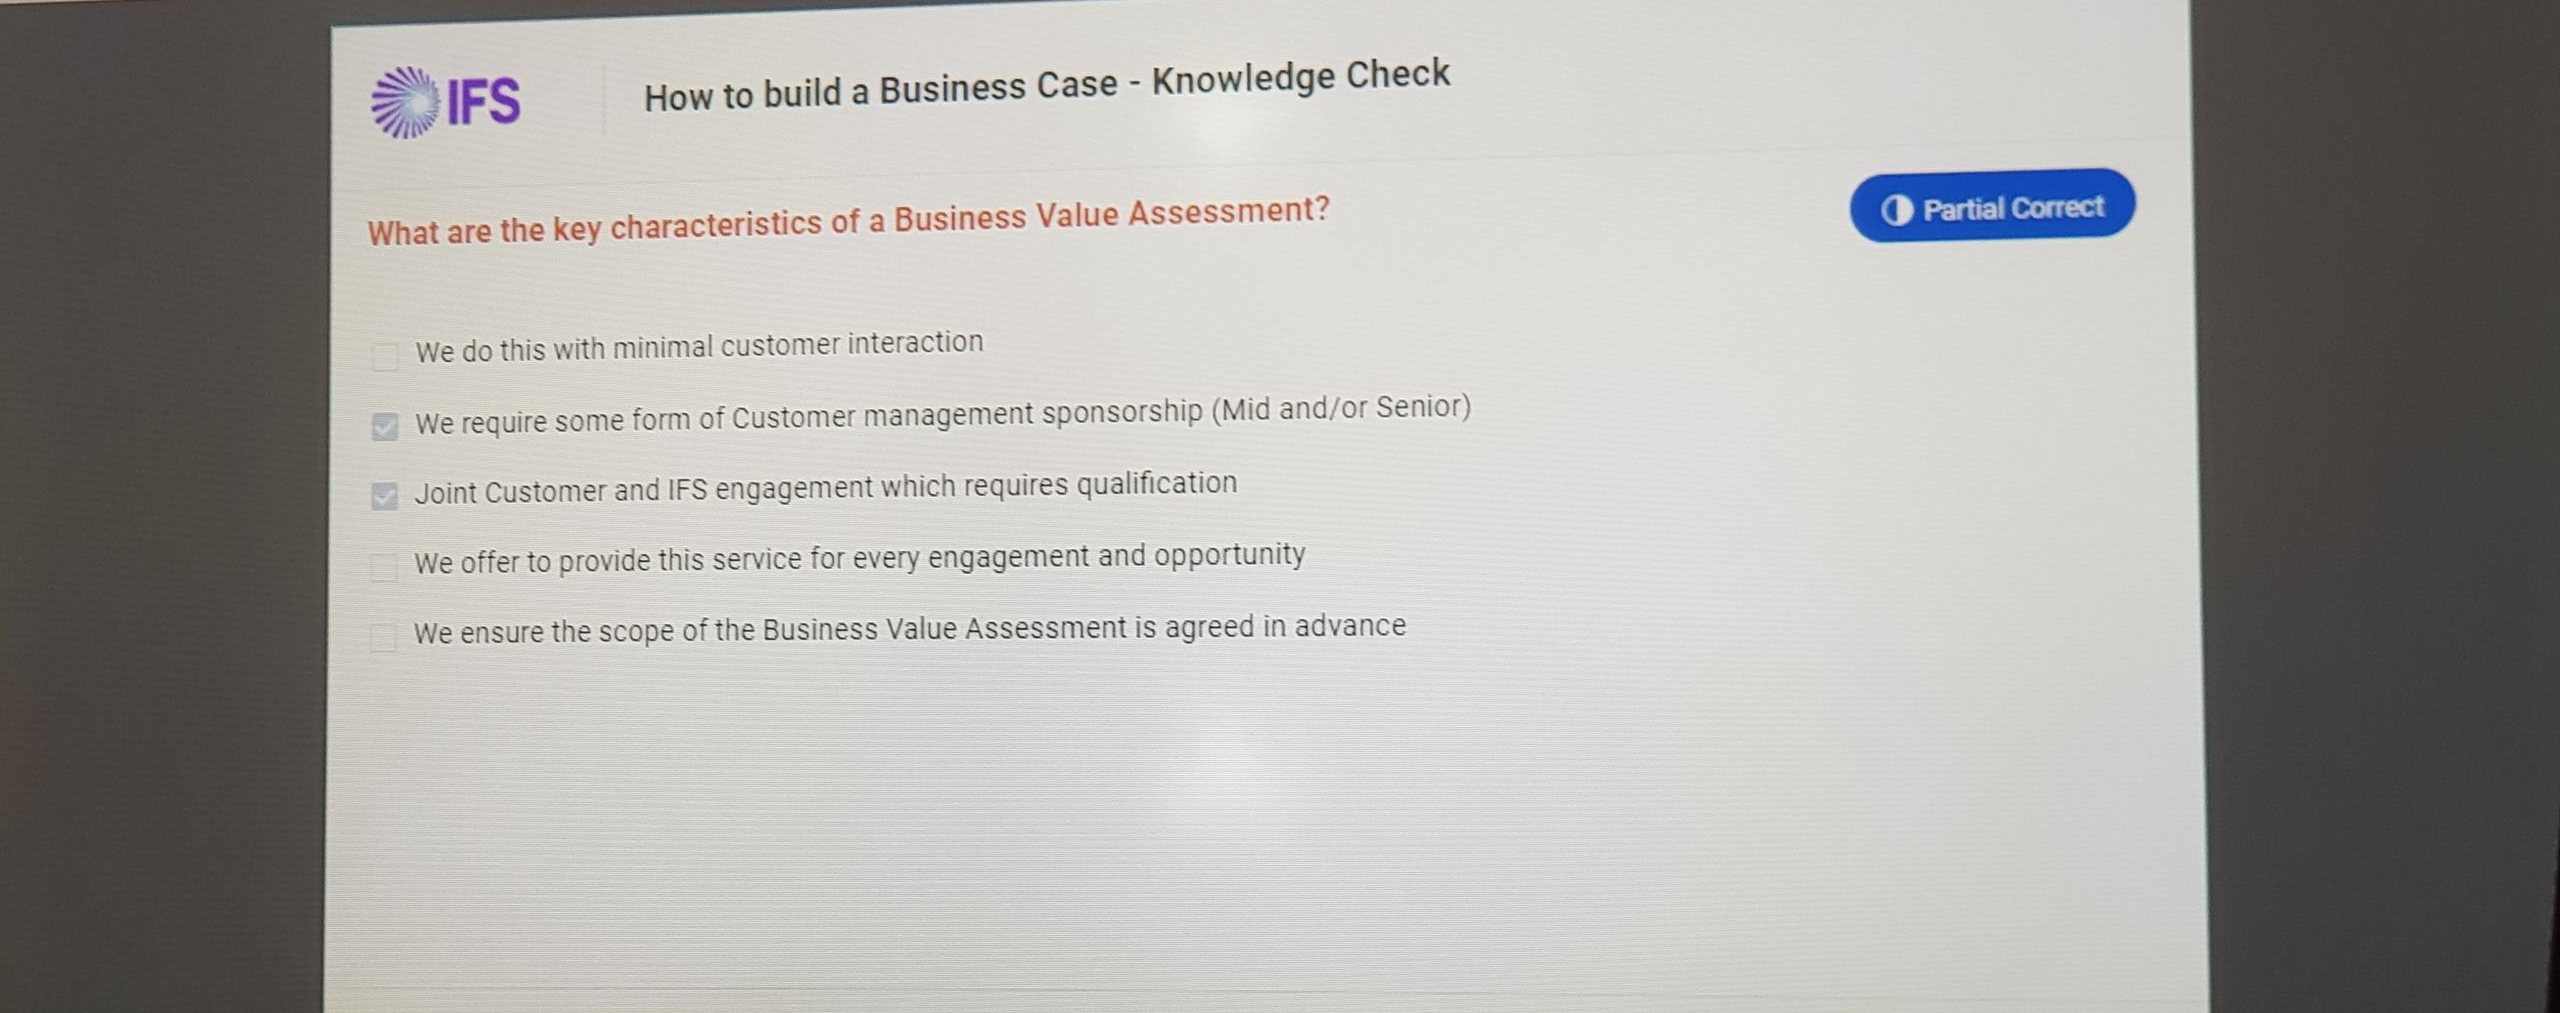 IFS
How to build a Business Case - Knowledge Check
What are the key characteristics of a Business Value Assessment?
Partial Correct
We do this with minimal customer interaction
We require some form of Customer management sponsorship (Mid and/or Senior)
Joint Customer and IFS engagement which requires qualification
We offer to provide this service for every engagement and opportunity
We ensure the scope of the Business Value Assessment is agreed in advance